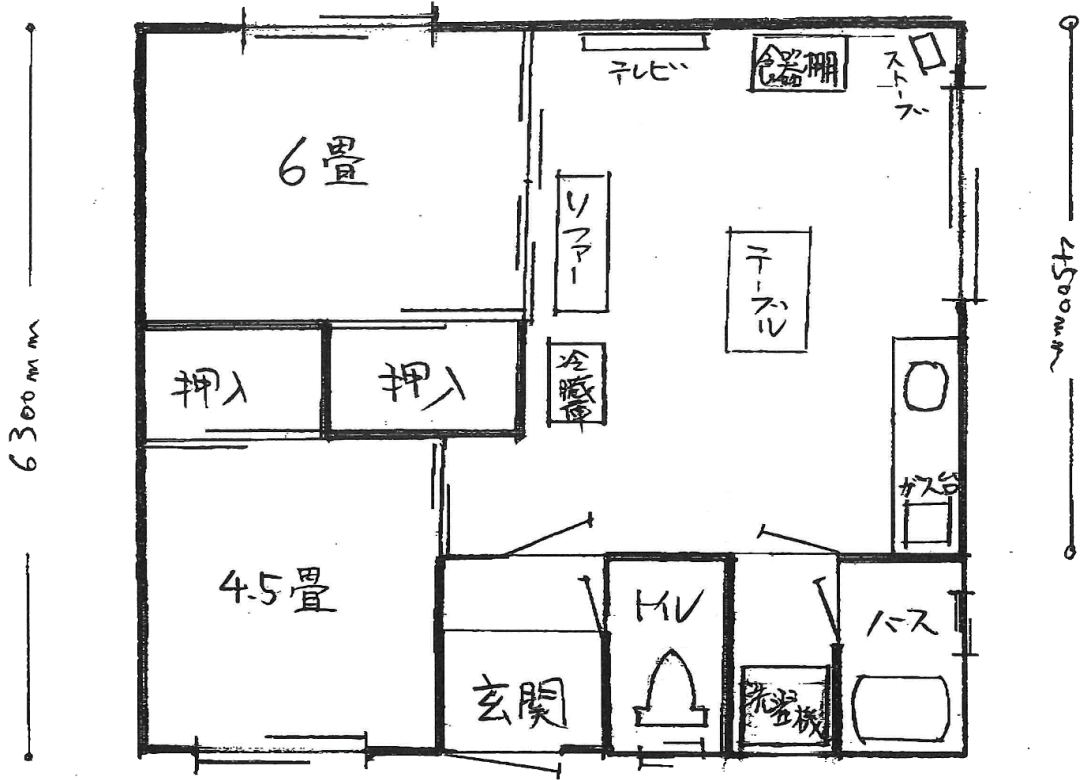 テレビ
食器棚
ストーブ
6畳
ソファー
テーブル
6300mm
4500mm
押入
押入
冷蔵庫
ガス台
4.5畳
トイレ
バス
玄関
洗濯機